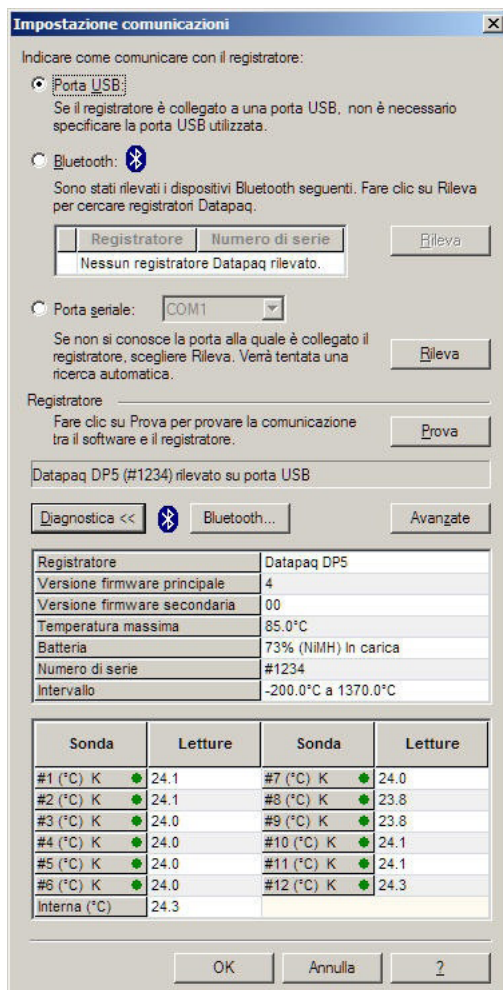 Impostazione comunicazioni
Indicare come comunicare con il registratore:
Porta USB:
Se il registratore è collegato a una porta USB, non è necessario
specificare la porta USB utilizzata.
Bluetooth:
Sono stati rilevati i dispositivi Bluetooth seguenti. Fare clic su Rileva
per cercare registratori Datapaq.
Registratore Numero di serie
Rileva
Nessun registratore Datapaq rilevato.
Porta seriale: COM1
Se non si conosce la porta alla quale è collegato il
registratore, scegliere Rileva. Verrà tentata una
ricerca automatica.
Rileva
Registratore
Fare clic su Prova per provare la comunicazione
tra il software e il registratore.
Prova
Datapaq DP5 (#1234) rilevato su porta USB
Diagnostica << Bluetooth... Avanzate
Registratore Datapaq DP5
Versione firmware principale 4
Versione firmware secondaria 00
Temperatura massima 85.0°C
Batteria 73% (NiMH) In carica
Numero di serie #1234
Intervallo -200.0°C a 1370.0°C
Sonda Letture Sonda Letture
#1 (°C) K 24.1 #7 (°C) K 24.0
#2 (°C) K 24.1 #8 (°C) K 23.8
#3 (°C) K 24.0 #9 (°C) K 23.8
#4 (°C) K 24.0 #10 (°C) K 24.1
#5 (°C) K 24.0 #11 (°C) K 24.1
#6 (°C) K 24.0 #12 (°C) K 24.3
Interna (°C) 24.3
OK Annulla ?